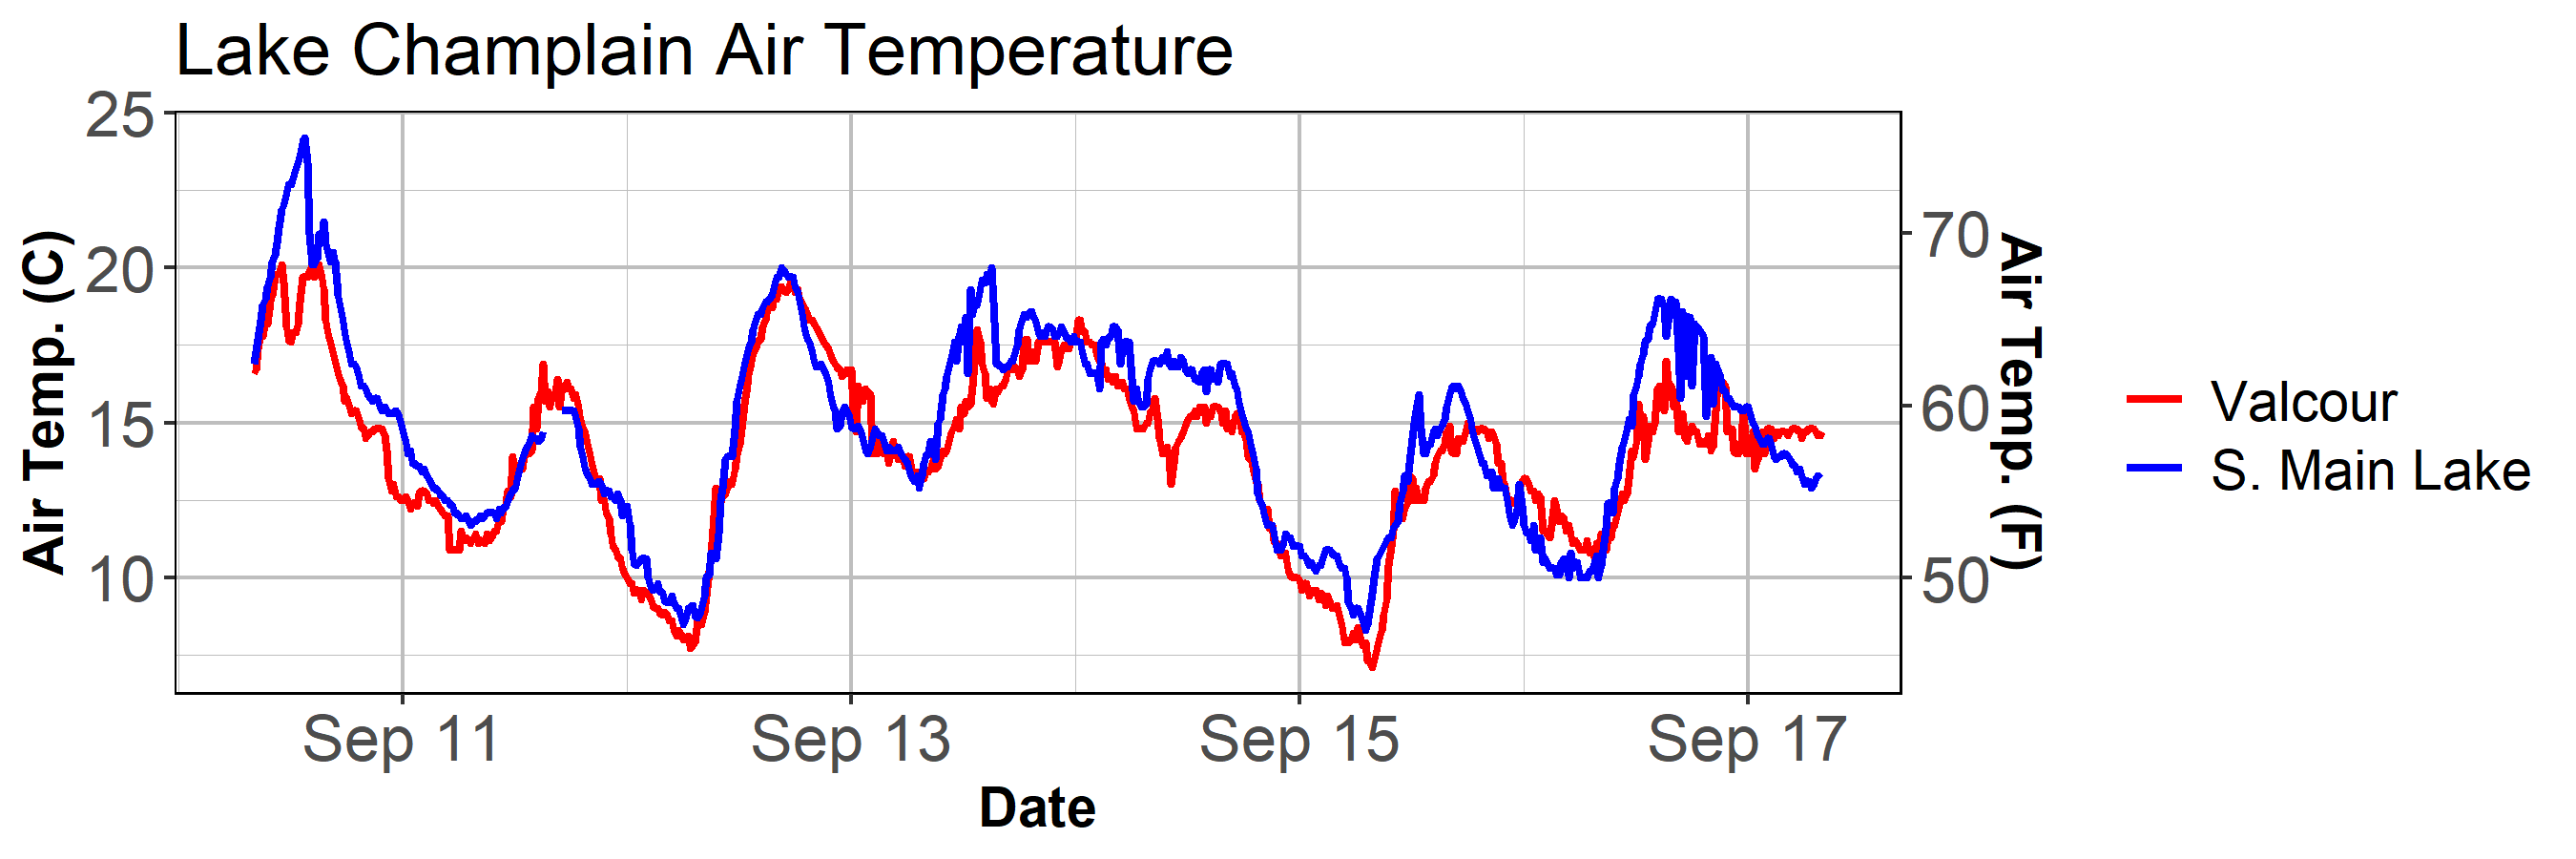 Lake Champlain Air Temperature
25
20
15
10
Air Temp. (C)
70
60
50
Air Temp. (F)
Sep 11
Sep 13
Sep 15
Sep 17
Date
Valcour
S. Main Lake